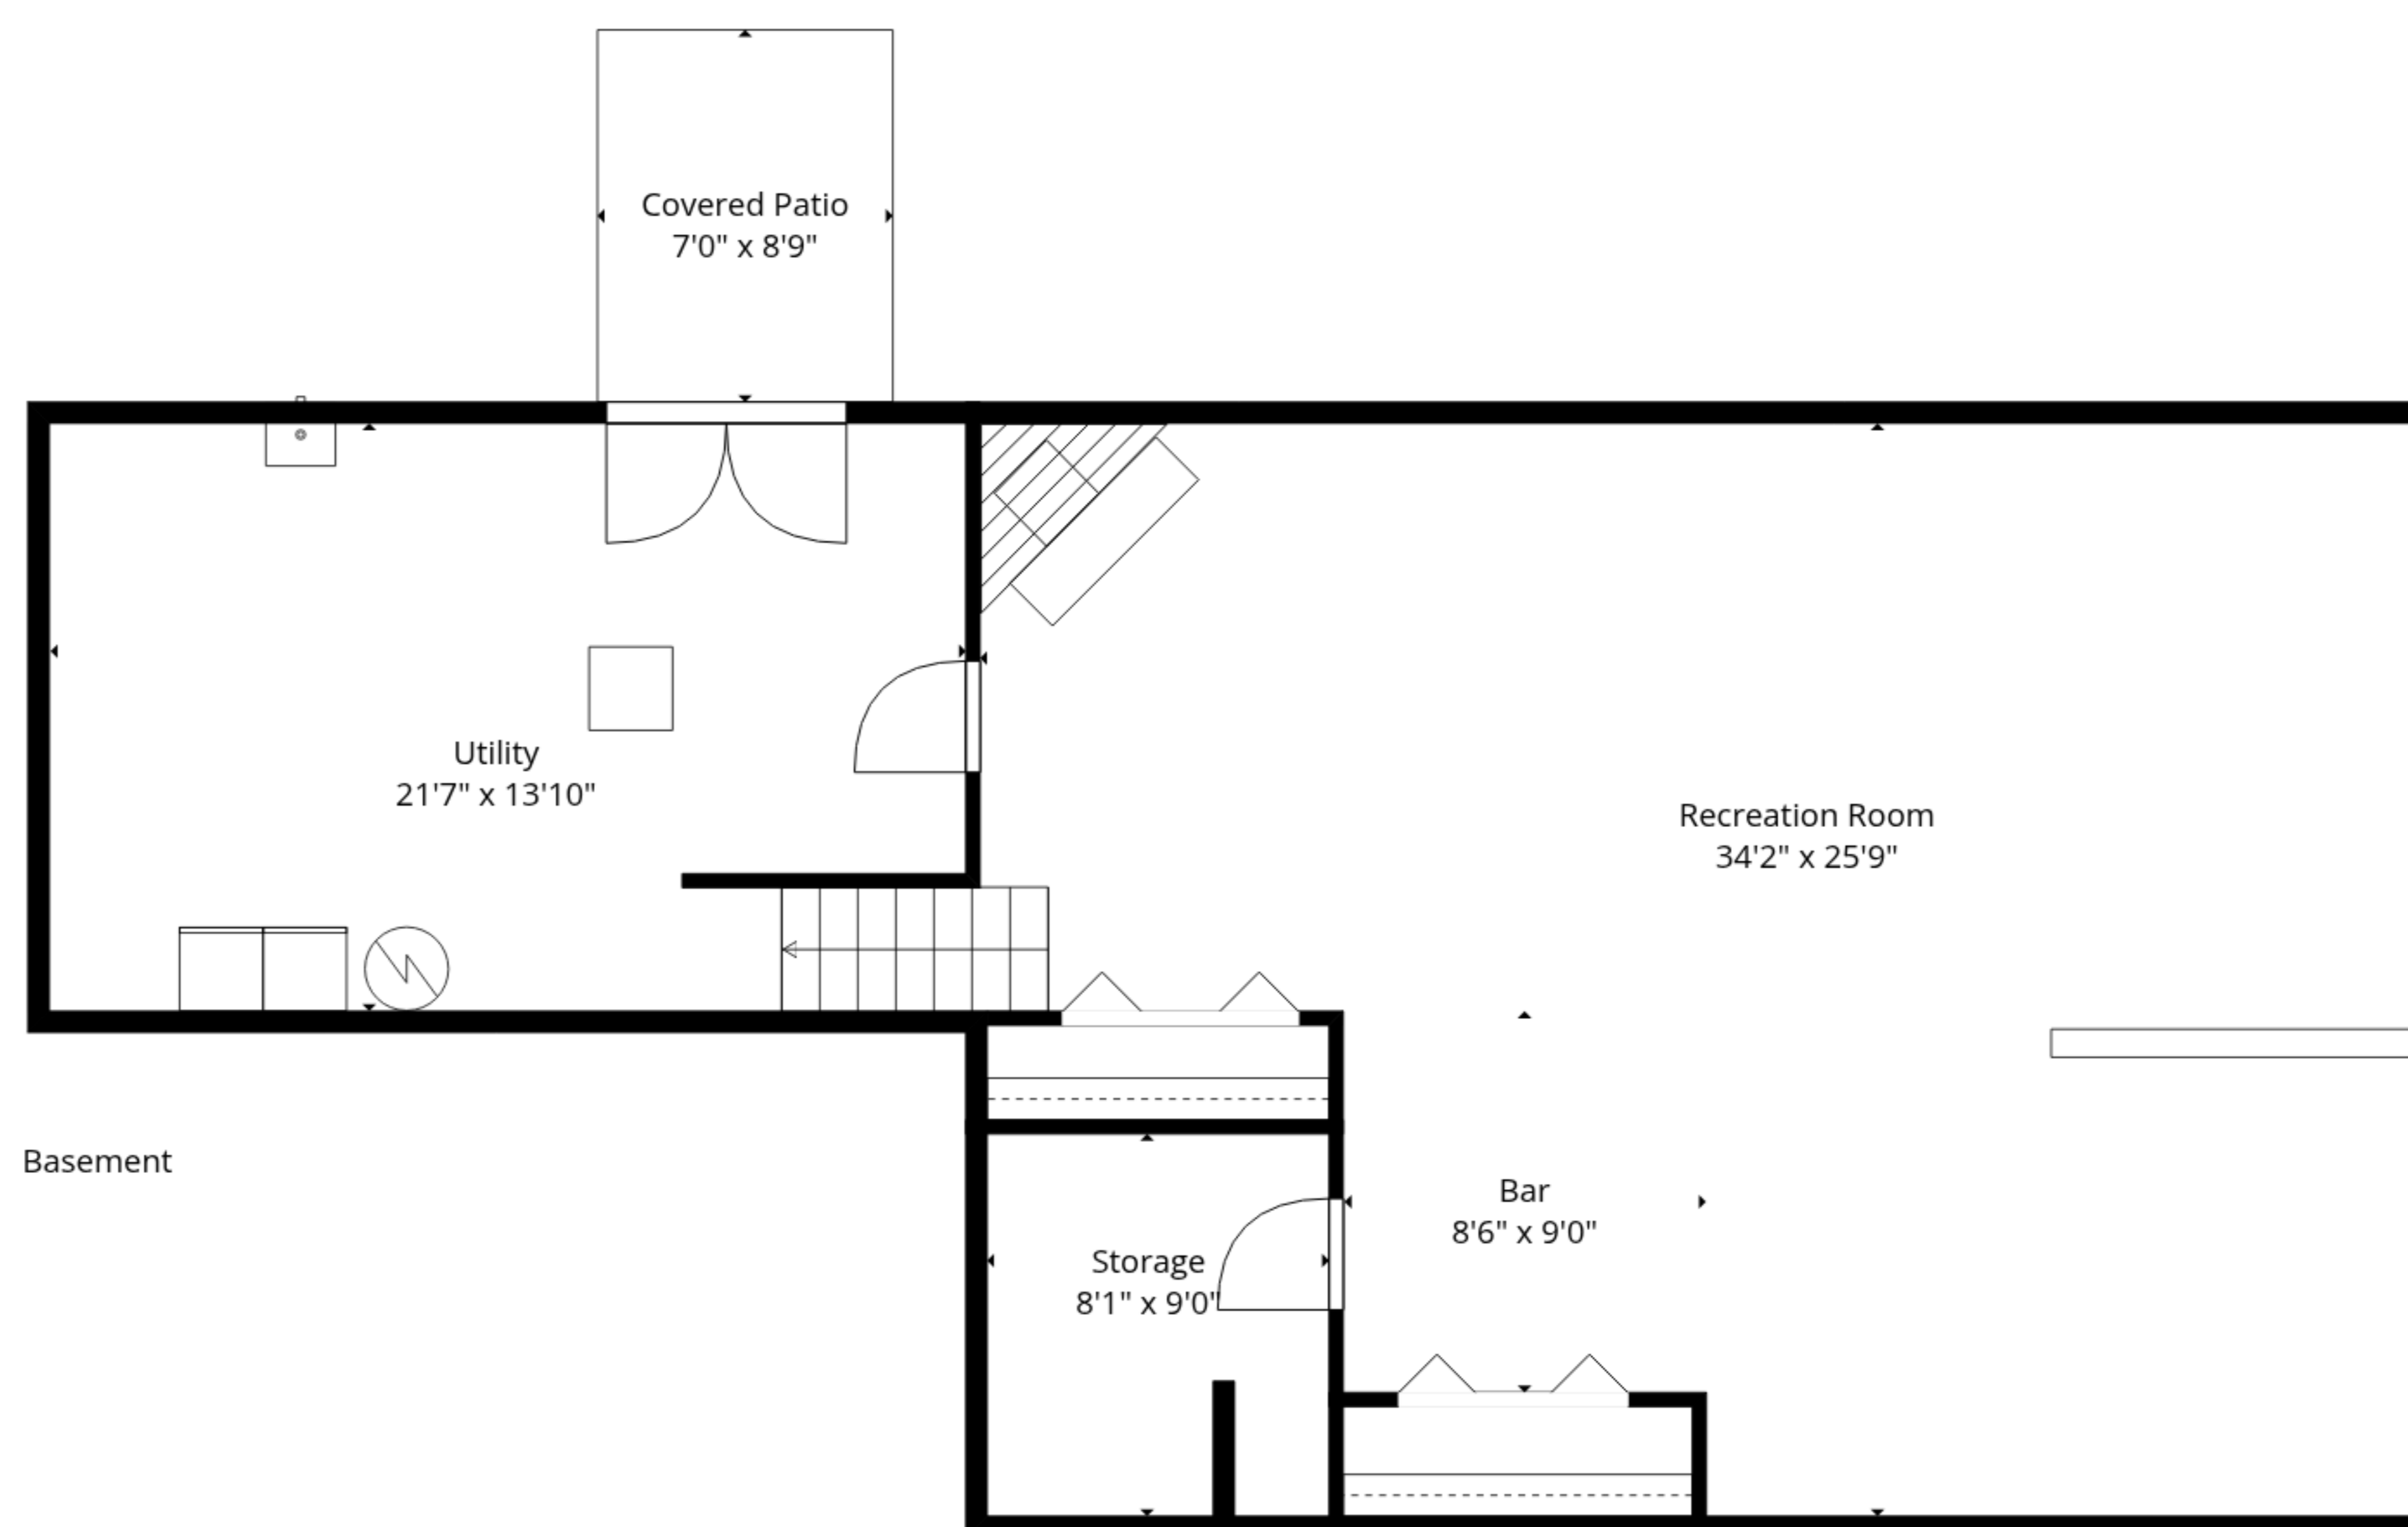 Covered Patio
7'0" x 8'9"
Utility
21'7" x 13'10"
Recreation Room
34'2" x 25'9"
Basement
Bar
8'6" x 9'0"
Storage
8'1" x 9'0"